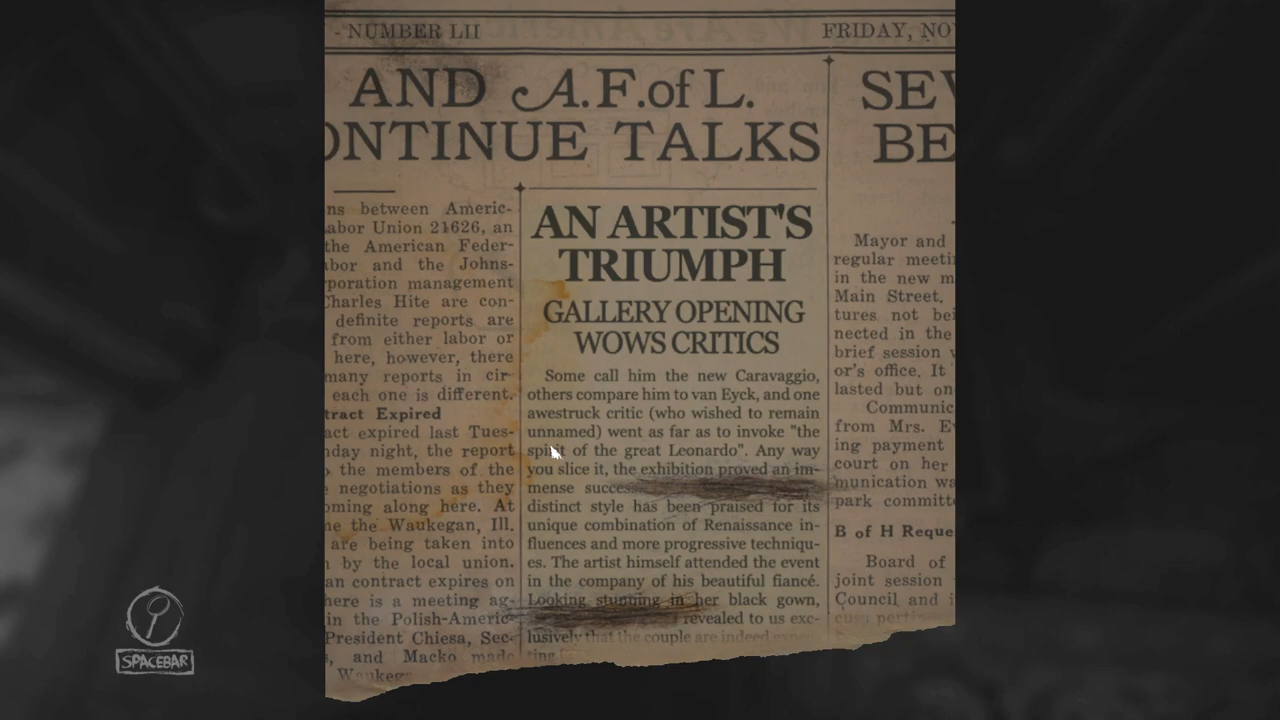 - NUMBER LII
FRIDAY, NO
AND A.F.of L.
ONTINUE TALKS
SEV
BE
ns between Americ-
abor Union 21626, an
the American Feder-
abor and the Johns-
rporation management
Charles Hite are con-
definite reports are
from either labor or
here, however, there
many reports in cir-
each one is different.
tract Expired
act expired last Tues-
nday night, the report
o the members of the
e negotiations as they
oming along here. At
me the Waukegan, Ill.
are being taken into
n by the local union.
an contract expires on
here is a meeting ag-
in the Polish-Americ-
President Chiesa, Sec-
, and Macko made
Waukeg
AN ARTIST'S
TRIUMPH
GALLERY OPENING
WOWS CRITICS
Some call him the new Caravaggio,
others compare him to van Eyck, and one
awestruck critic (who wished to remain
unnamed) went as far as to invoke "the
spirit of the great Leonardo". Any way
you slice it, the exhibition proved an im-
mense success
distinct style has been praised for its
unique combination of Renaissance in-
fluences and more progressive techniqu-
es. The artist himself attended the event
in the company of his beautiful fiancé.
Looking stunning in her black gown,
revealed to us exc-
lusively that the couple are indeed expec-
ting
Mayor and
regular meetin
in the new m
Main Street.
tures not bei
nected in the
brief session w
or's office. It
lasted but on
Communic
from Mrs. Ev
ing payment
court on her
munication wa
park committe
B of H Reque
Board of
joint session
Council and i
SPACEBAR